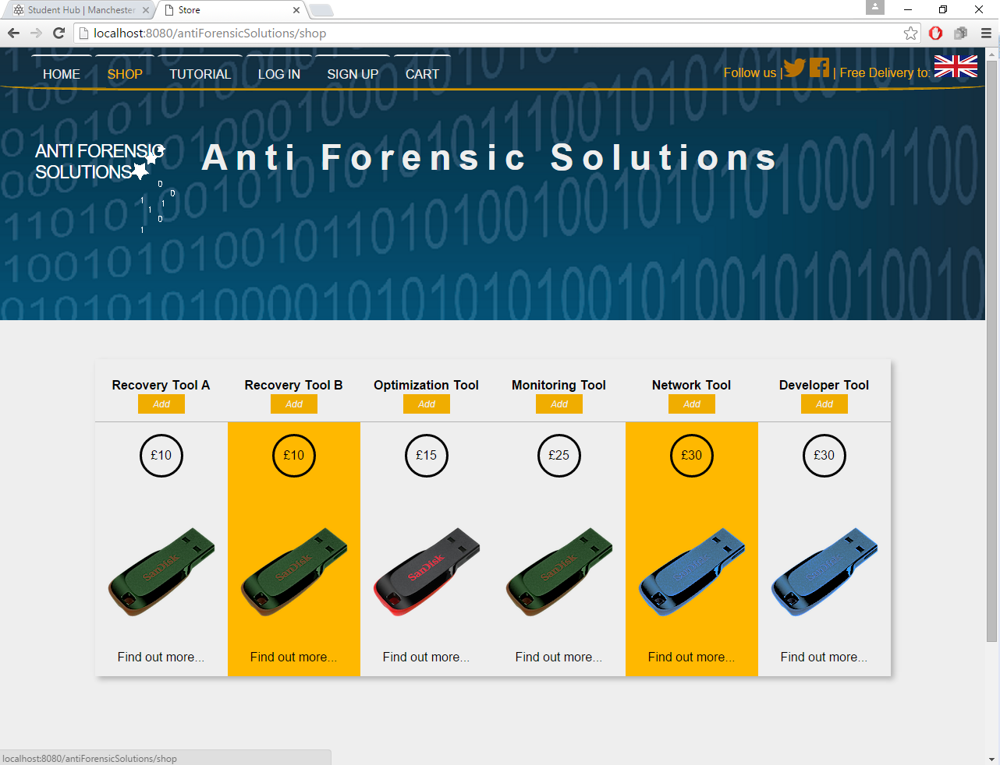 Student Hub | Manchester
Store
localhost:8080/antiForensicSolutions/shop
HOME SHOP TUTORIAL LOG IN SIGN UP CART
Follow us | | Free Delivery to:
ANTI FORENSIC
SOLUTIONS
Anti Forensic Solutions
Recovery Tool A Recovery Tool B Optimization Tool Monitoring Tool Network Tool Developer Tool
Add Add Add Add Add Add
£10 £10 £15 £25 £30 £30
SanDisk SanDisk SanDisk SanDisk SanDisk SanDisk
Find out more... Find out more... Find out more... Find out more... Find out more... Find out more...
localhost:8080/antiForensicSolutions/shop